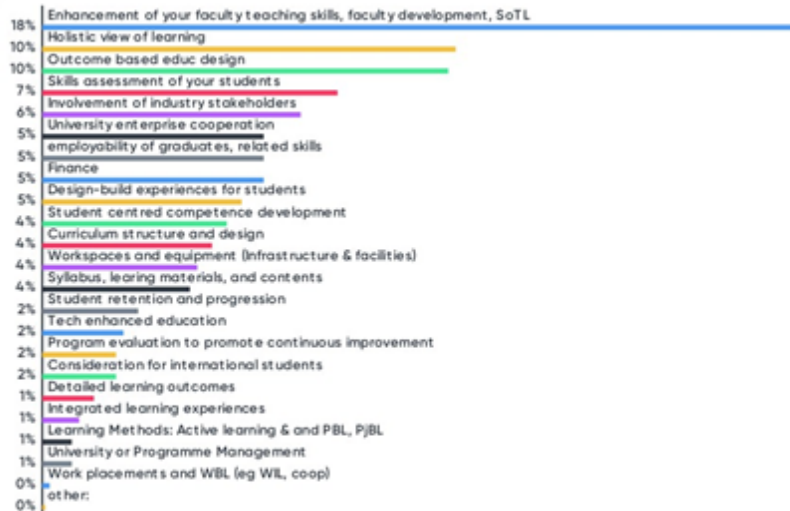 Enhancement of your faculty teaching skills, faculty development, SoTL
18%
Holistic view of learning
10%
Outcome based educ design
10%
Skills assessment of your students
7%
Involvement of industry stakeholders
6%
University enterprise cooperation
5%
employability of graduates, related skills
5%
Finance
5%
Design-build experiences for students
5%
Student centred competence development
4%
Curriculum structure and design
4%
Workspaces and equipment (Infrastructure & facilities)
4%
Syllabus, learing materials, and contents
4%
Student retention and progression
2%
Tech enhanced education
2%
Program evaluation to promote continuous improvement
2%
Consideration for international students
2%
Detailed learning outcomes
1%
Integrated learning experiences
1%
Learning Methods: Active learning & and PBL, PjBL
1%
University or Programme Management
1%
Work placements and WBL (eg WIL, coop)
0%
other:
0%